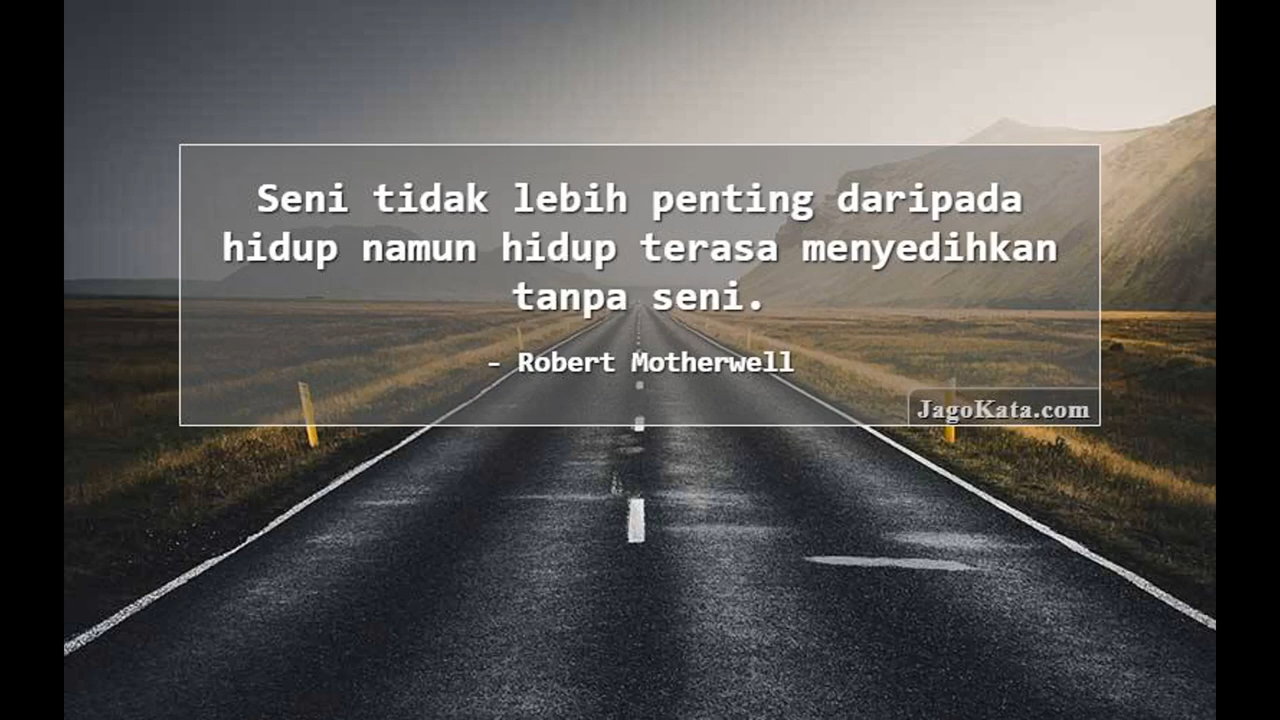 Seni tidak lebih penting daripada
hidup namun hidup terasa menyedihkan
tanpa seni.
- Robert Motherwell
JagoKata.com